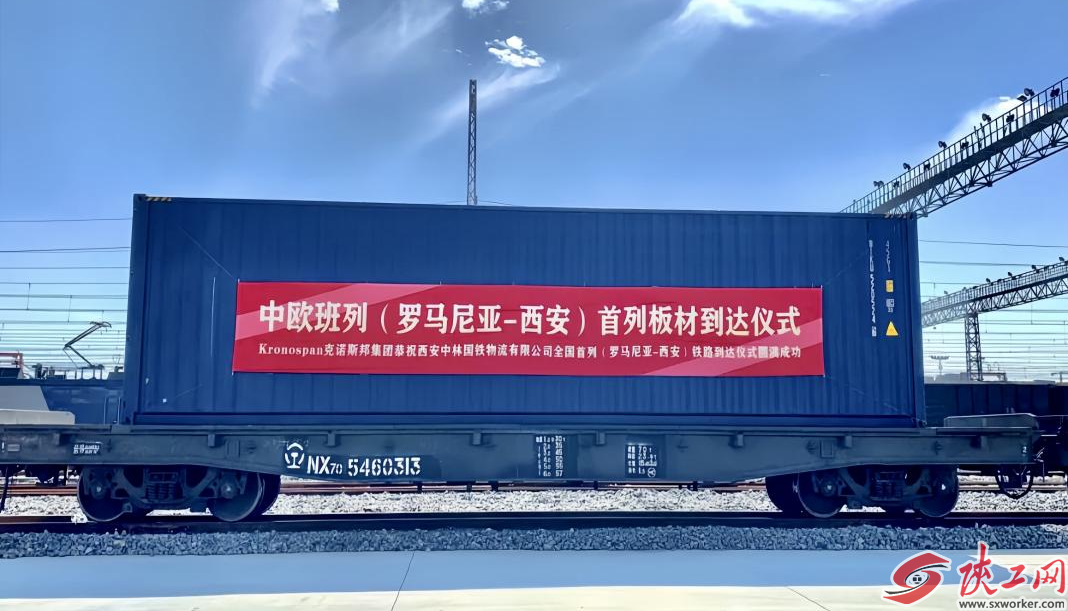 中欧班列（罗马尼亚-西安）首列板材到达仪式
Kronospan克诺斯邦集团恭祝西安中林国铁物流有限公司全国首列（罗马尼亚-西安）铁路到达仪式圆满成功
NX70 5460313
陕工网
www.sxworker.com